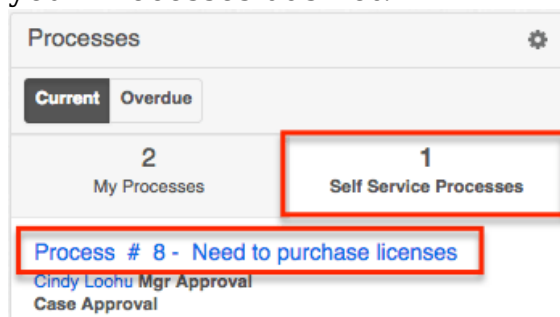 Processes
Current Overdue
2 1
My Processes Self Service Processes
Process # 8 - Need to purchase licenses
Cindy Loohu Mgr Approval
Case Approval